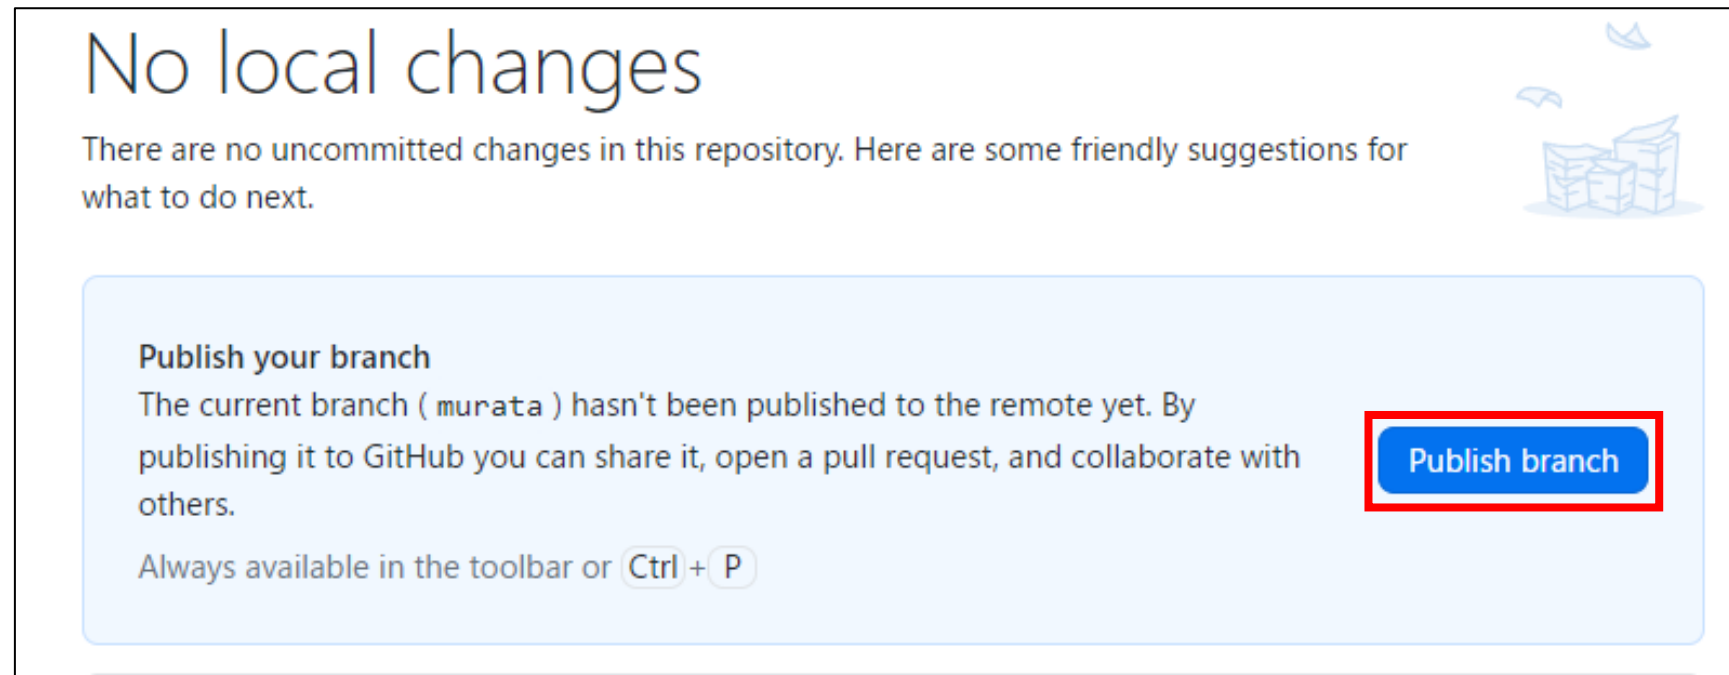 No local changes
There are no uncommitted changes in this repository. Here are some friendly suggestions for
what to do next.
Publish your branch
The current branch ( murata ) hasn't been published to the remote yet. By
publishing it to GitHub you can share it, open a pull request, and collaborate with
others.
Always available in the toolbar or Ctrl + P
Publish branch